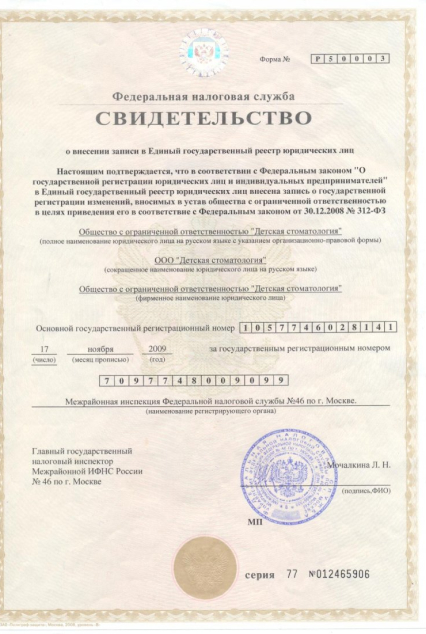 Форма № Р 5 0 0 0 3
Федеральная налоговая служба
СВИДЕТЕЛЬСТВО
о внесении записи в Единый государственный реестр юридических лиц
Настоящим подтверждается, что в соответствии с Федеральным законом "О
государственной регистрации юридических лиц и индивидуальных предпринимателей"
в Единый государственный реестр юридических лиц внесена запись о государственной
регистрации изменений, вносимых в устав общества с ограниченной ответственностью
в целях приведения его в соответствие с Федеральным законом от 30.12.2008 № 312-ФЗ
Общество с ограниченной ответственностью "Детская стоматология"
(полное наименование юридического лица на русском языке с указанием организационно-правовой формы)
ООО "Детская стоматология"
(сокращенное наименование юридического лица на русском языке)
Общество с ограниченной ответственностью "Детская стоматология"
(фирменное наименование юридического лица)
Основной государственный регистрационный номер 1 0 5 7 7 4 6 0 2 8 1 4 1
17 ноября 2009 за государственным регистрационным номером
(число) (месяц прописью) (год)
7 0 9 7 7 4 8 0 0 9 0 9 9
Межрайонная инспекция Федеральной налоговой службы №46 по г. Москве.
(наименование регистрирующего органа)
Главный государственный
налоговый инспектор
Межрайонной ИФНС России
№ 46 по г. Москве
Мочалкина Л. Н.
(подпись,ФИО)
МП
серия 77 №012465906